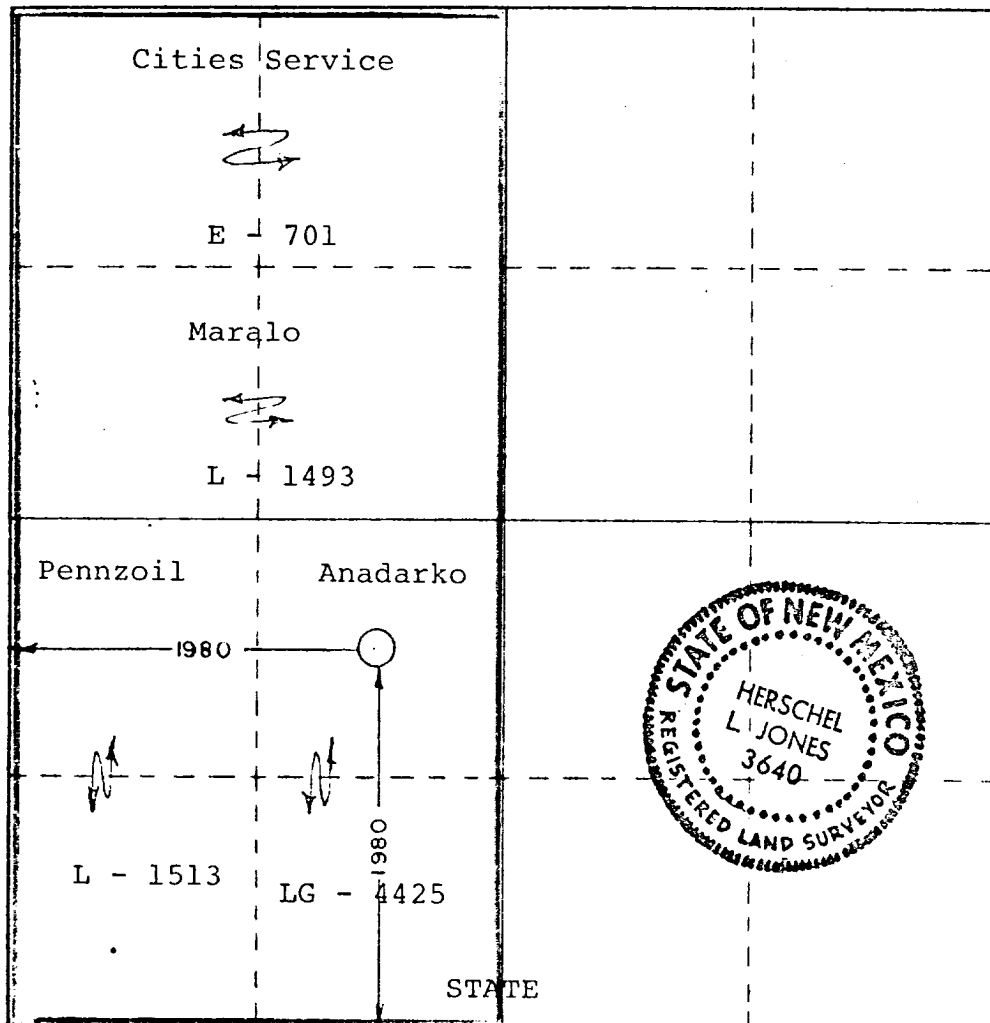 Cities Service
E - 701
Maralo
L - 1493
Pennzoil Anadarko
1980
1980
L - 1513
LG - 4425
STATE
STATE OF NEW MEXICO
HERSCHEL
L. JONES
3640
REGISTERED LAND SURVEYOR